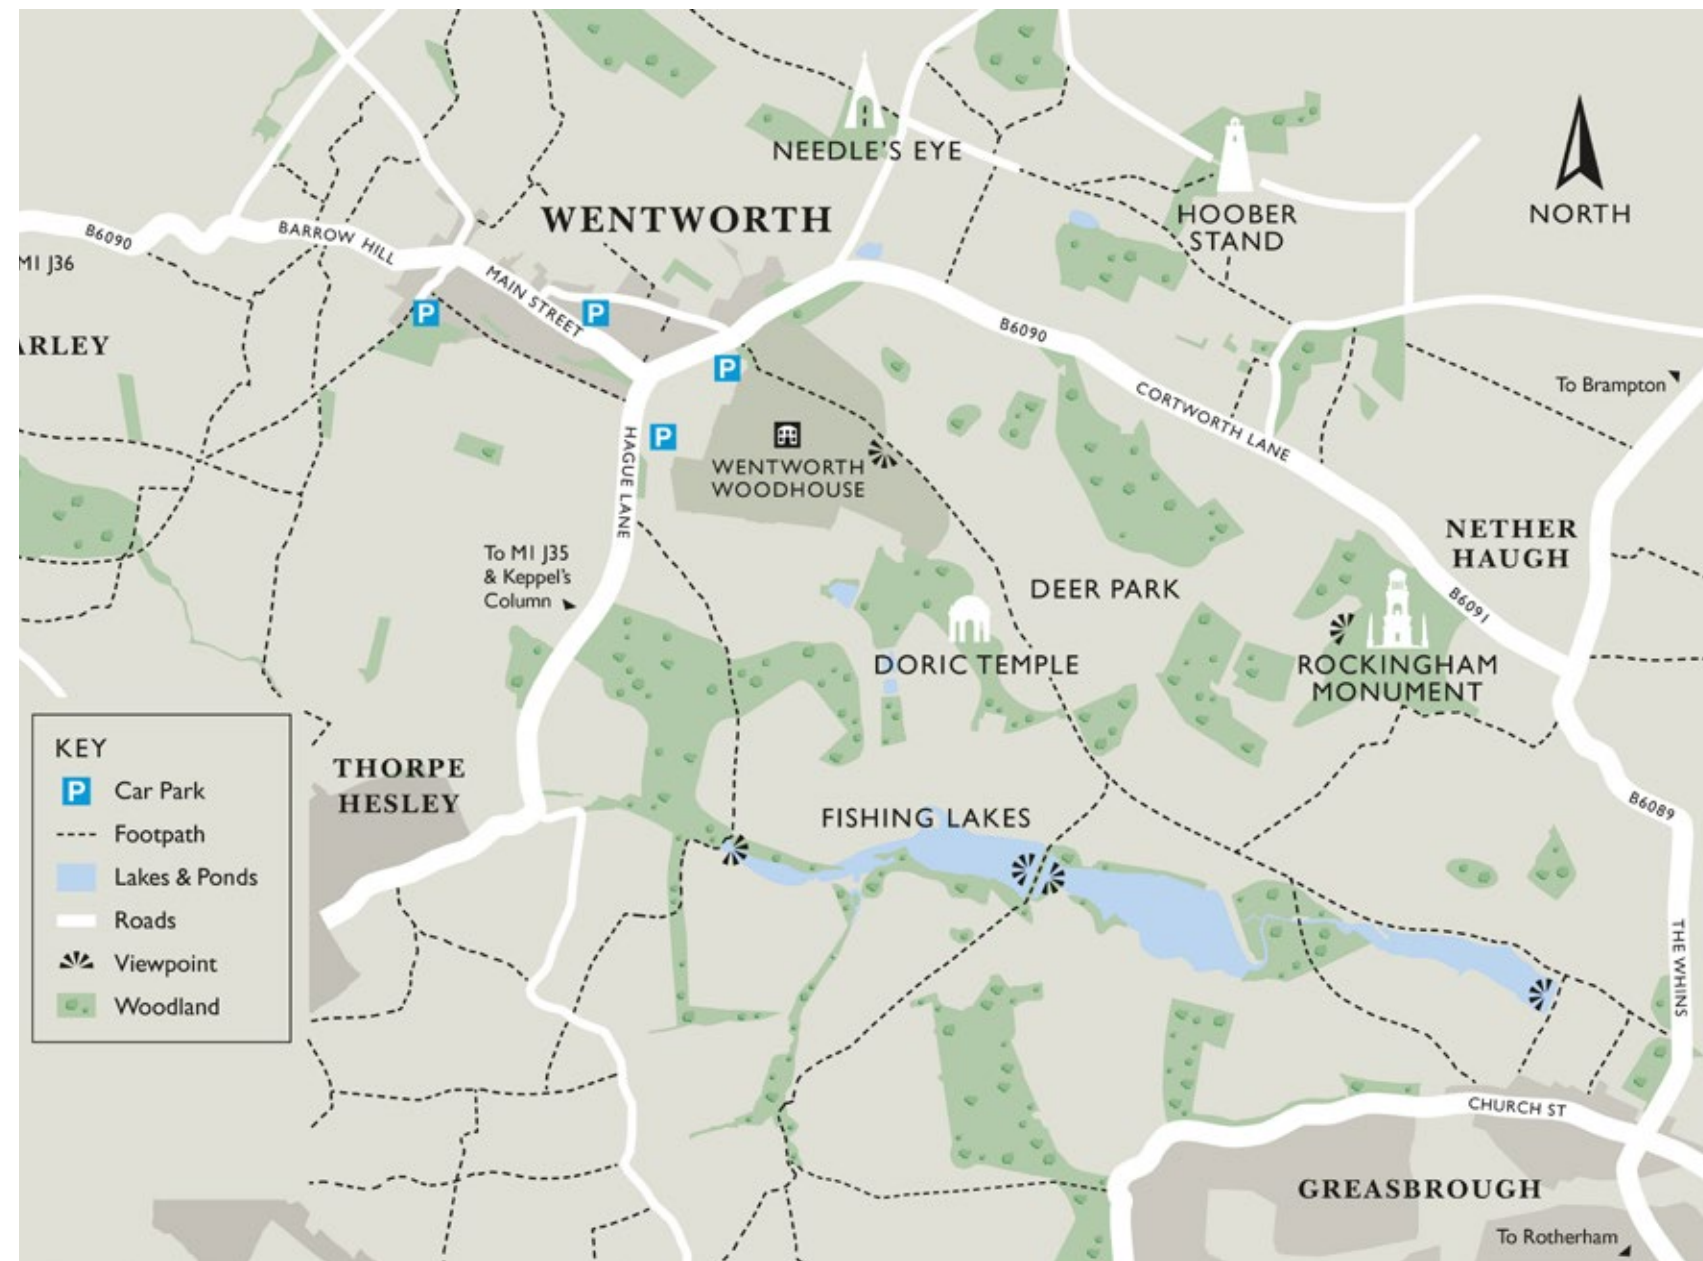 NEEDLE'S EYE
WENTWORTH
HOOBER
STAND
NORTH
B6090
BARROW HILL
M1 J36
MAIN STREET
P
P
B6090
ARLEY
P
To Brampton
CORTWORTH LANE
P
HAGUE LANE
WENTWORTH
WOODHOUSE
NETHER
HAUGH
To M1 J35
& Keppel's
Column
DEER PARK
B6091
DORIC TEMPLE
ROCKINGHAM
MONUMENT
KEY
P Car Park
Footpath
Lakes & Ponds
Roads
Viewpoint
Woodland
THORPE
HESLEY
FISHING LAKES
B6089
THE WHINS
CHURCH ST
GREASBROUGH
To Rotherham